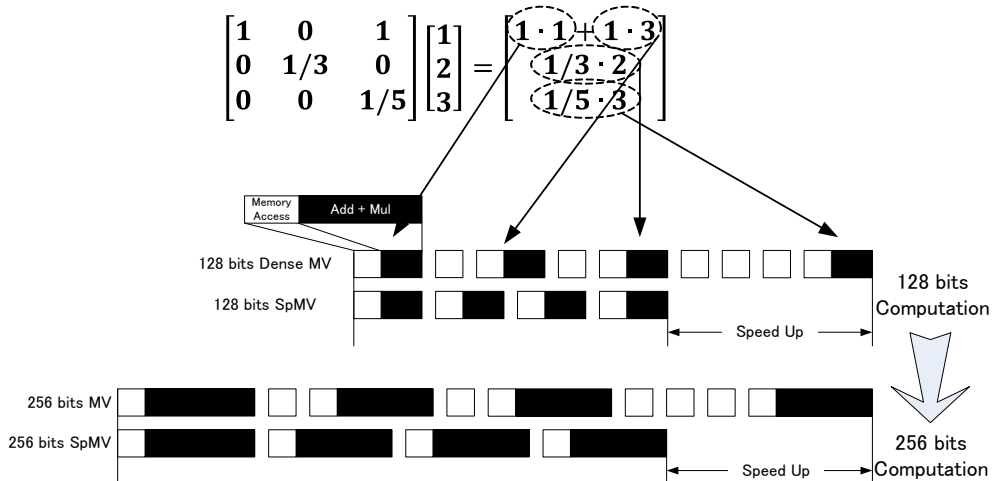 [1 0 1] [1] [1 · 1 + 1 · 3]
[0 1/3 0] [2] = [1/3 · 2]
[0 0 1/5] [3] [1/5 · 3]
Memory Access
Add + Mul
128 bits Dense MV
128 bits SpMV
Speed Up
128 bits
Computation
256 bits MV
256 bits SpMV
Speed Up
256 bits
Computation